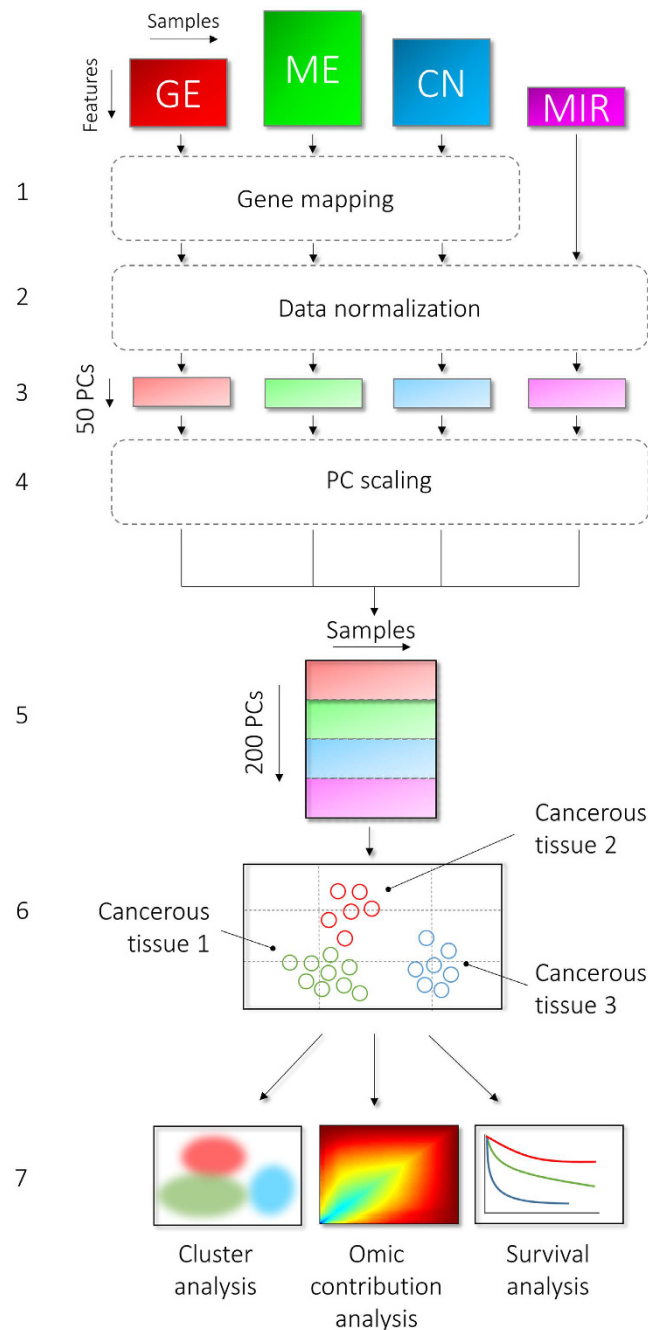 Samples
Features
GE
ME
CN
MIR
1
Gene mapping
2
Data normalization
3
50 PCs
4
PC scaling
Samples
5
200 PCs
Cancerous
tissue 2
6
Cancerous
tissue 1
Cancerous
tissue 3
7
Cluster
analysis
Omic
contribution
analysis
Survival
analysis